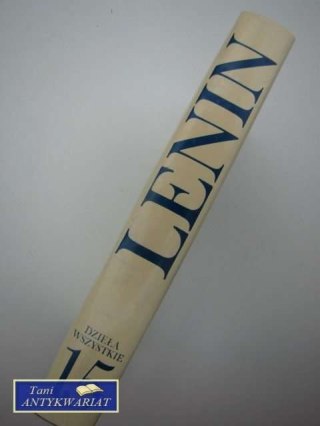 LENIN
DZIEŁA
WSZYSTKIE
15
Tani
ANTYKWARIAT